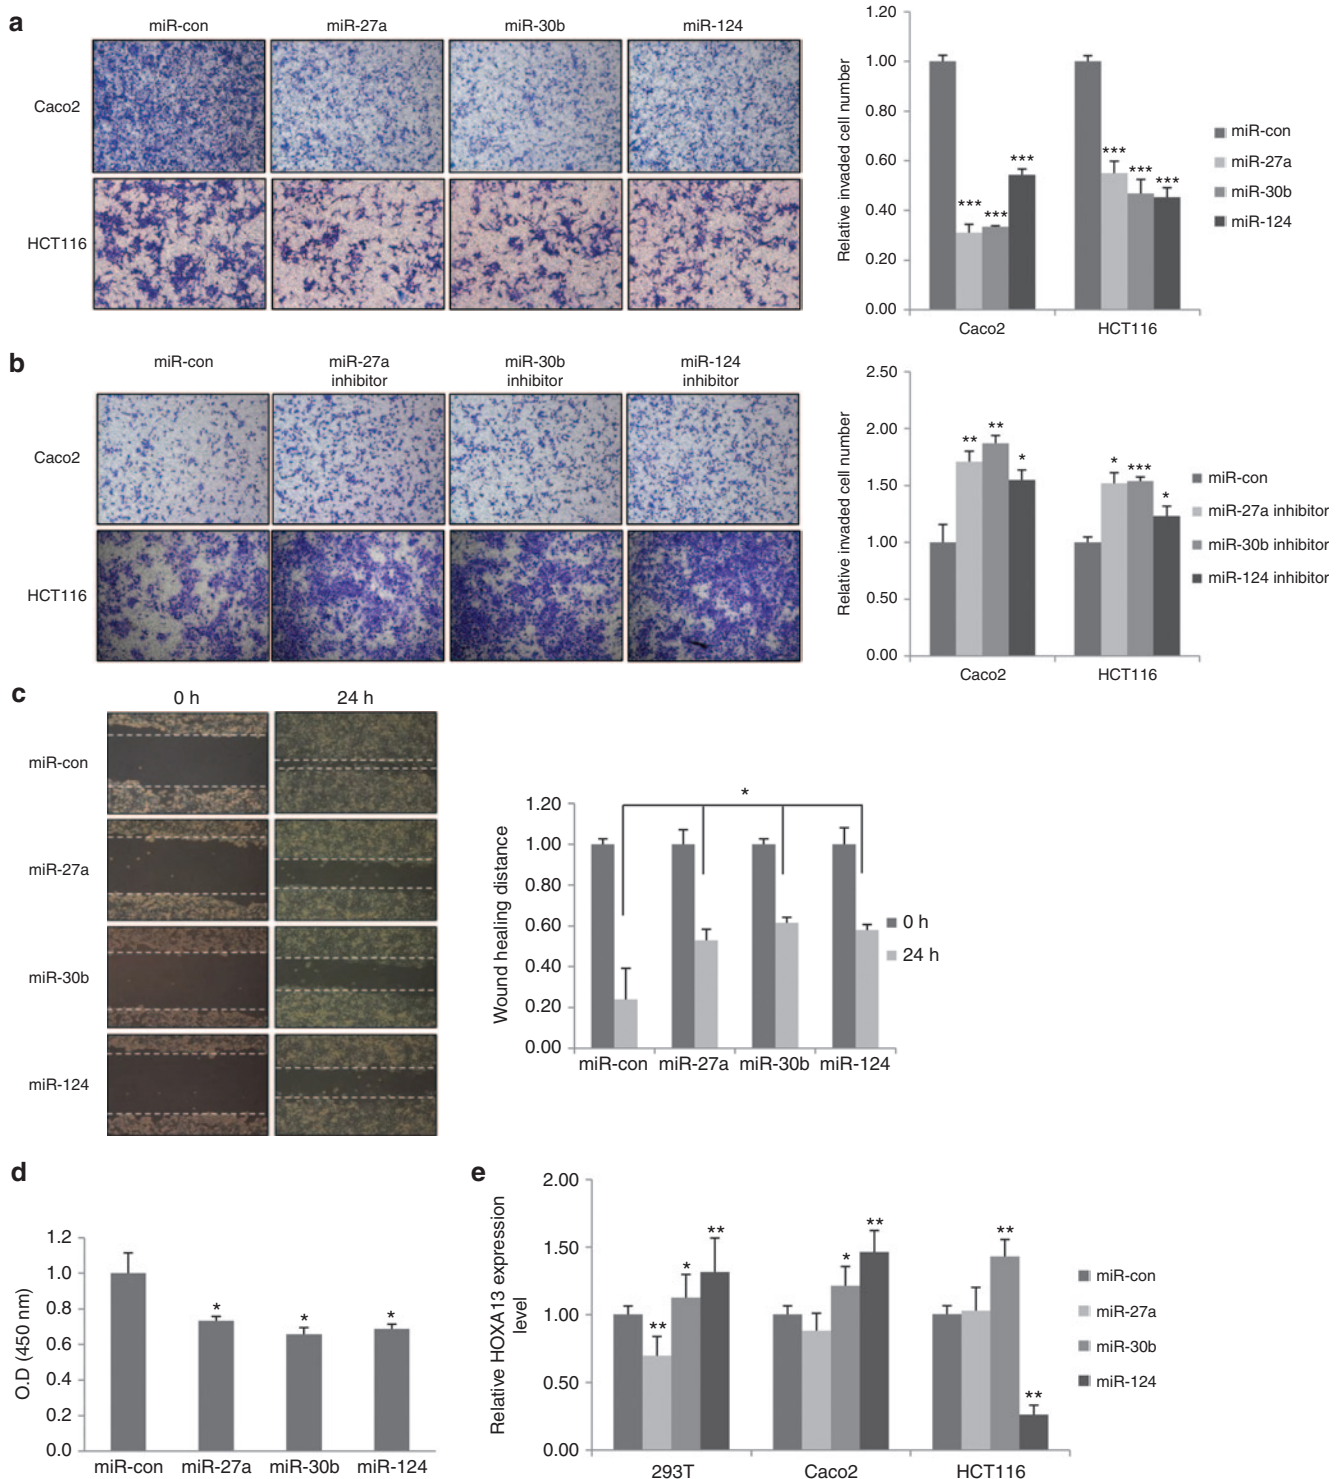 a
miR-con miR-27a miR-30b miR-124
Caco2
HCT116
Relative invaded cell number
1.20
1.00
0.80
0.60
0.40
0.20
0.00
*** *** ***
*** *** ***
Caco2 HCT116
miR-con
miR-27a
miR-30b
miR-124
b
miR-con miR-27a inhibitor miR-30b inhibitor miR-124 inhibitor
Caco2
HCT116
Relative invaded cell number
2.50
2.00
1.50
1.00
0.50
0.00
** ** *
* *** *
Caco2 HCT116
miR-con
miR-27a inhibitor
miR-30b inhibitor
miR-124 inhibitor
c
0 h 24 h
miR-con
miR-27a
miR-30b
miR-124
Wound healing distance
1.20
1.00
0.80
0.60
0.40
0.20
0.00
*
miR-con miR-27a miR-30b miR-124
0 h
24 h
d
O.D (450 nm)
1.2
1.0
0.8
0.6
0.4
0.2
0.0
* * *
miR-con miR-27a miR-30b miR-124
e
Relative HOXA13 expression
level
2.00
1.50
1.00
0.50
0.00
** * **
* **
** **
293T Caco2 HCT116
miR-con
miR-27a
miR-30b
miR-124